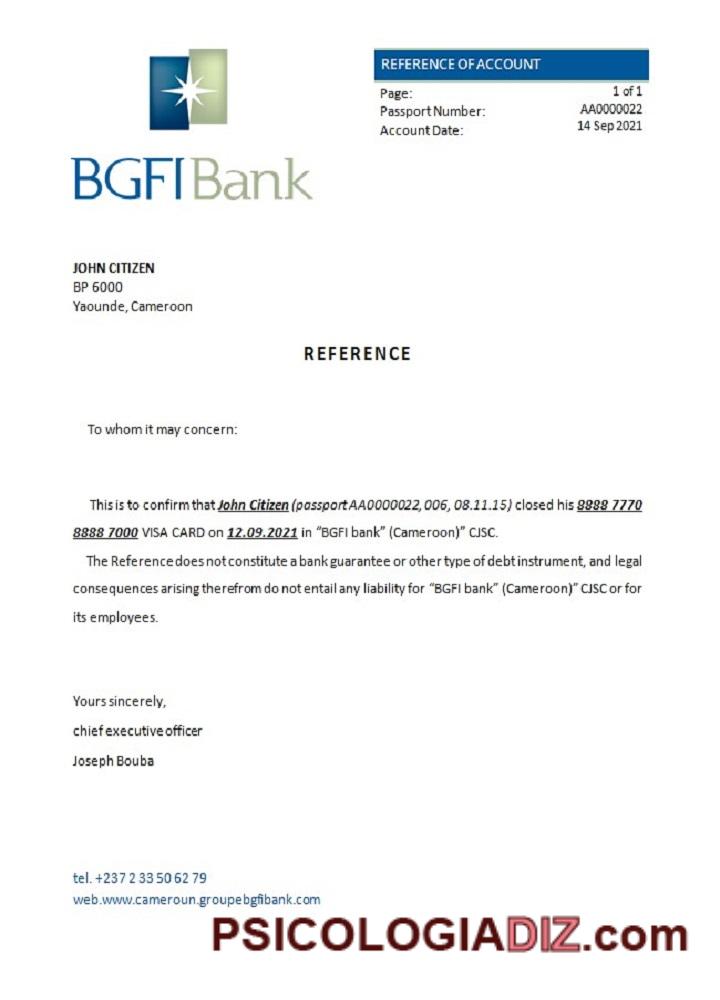 BGFIBank
REFERENCE OF ACCOUNT
Page: 1 of 1
Passport Number: AA0000022
Account Date: 14 Sep 2021
JOHN CITIZEN
BP 6000
Yaounde, Cameroon
REFERENCE
To whom it may concern:
This is to confirm that John Citizen (passport AA0000022, 006, 08.11.15) closed his 8888 7770
8888 7000 VISA CARD on 12.09.2021 in “BGFI bank” (Cameroon)” CJSC.
The Reference does not constitute a bank guarantee or other type of debt instrument, and legal
consequences arising therefrom do not entail any liability for “BGFI bank” (Cameroon)” CJSC or for
its employees.
Yours sincerely,
chief executive officer
Joseph Bouba
tel. +237 2 33 50 62 79
web.www.cameroun.groupebgfibank.com
PSICOLOGIADIZ.com